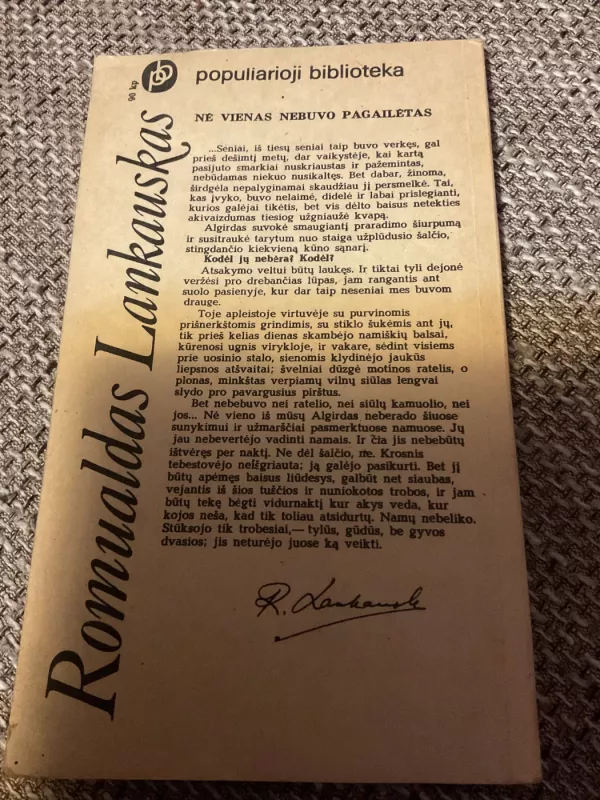 90 kp
populiarioji biblioteka
Romualdas Lankauskas
NĖ VIENAS NEBUVO PAGAILĖTAS
...Seniai, iš tiesų seniai taip buvo verkęs, gal
prieš dešimtį metų, dar vaikystėje, kai kartą
pasijuto smarkiai nuskriaustas ir pažemintas,
nebūdamas niekuo nusikaltęs. Bet dabar, žinoma,
širdgėla nepalyginamai skaudžiau jį persmelkė. Tai,
kas įvyko, buvo nelaimė, didelė ir labai prislegianti,
kurios galėjai tikėtis, bet vis dėlto baisus netekties
akivaizdumas tiesiog užgniaužė kvapą.
Algirdas suvokė smaugiantį praradimo šiurpumą
ir susitraukė tarytum nuo staiga užplūdusio šalčio,
stingdančio kiekvieną kūno sąnarį.
Kodėl jų nebėra? Kodėl?
Atsakymo veltui būtų laukęs. Ir tiktai tyli dejonė
veržėsi pro drebančias lūpas, jam rangantis ant
suolo pasienyje, kur dar taip neseniai mes buvom
drauge.
Toje apleistoje virtuvėje su purvinomis
prišnerkštomis grindimis, su stiklo šukėmis ant jų,
tik prieš kelias dienas skambėjo namiškių balsai,
kūrenosi ugnis virykloje, ir vakare, sėdint visiems
prie uosinio stalo, sienomis klydinėjo jaukūs
liepsnos atšvaitai; švelniai dūzgė motinos ratelis, o
plonas, minkštas verpiamų vilnų siūlas lengvai
slydo pro pavargusius pirštus.
Bet nebebuvo nei ratelio, nei siūlų kamuolio, nei
jos... Nė vieno iš mūsų Algirdas neberado šiuose
sunykimui ir užmarščiai pasmerktuose namuose. Jų
jau nebevertėjo vadinti namais. Ir čia jis nebebūtų
ištvėręs per naktį. Ne dėl šalčio, ne. Krosnis
tebestovėjo neišgriauta; ją galėjo pasikurti. Bet jį
būtų apėmęs baisus liūdesys, galbūt net siaubas,
vejantis iš šios tuščios ir nuniokotos trobos, ir jam
būtų tekę bėgti vidurnaktį kur akys veda, kur
kojos neša, kad tik toliau atsidurtų. Namų nebeliko.
Stūksojo tik trobesiai,— tylūs, gūdūs, be gyvos
dvasios; jis neturėjo juose ką veikti.